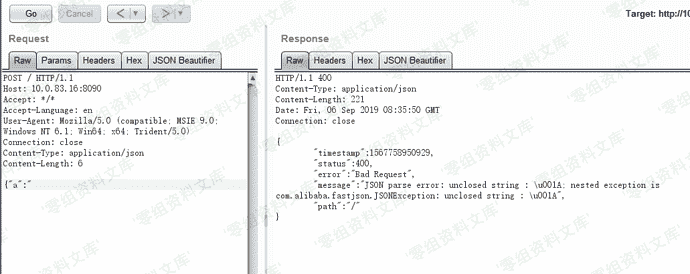 Go Cancel < > Target: http://10
Request
Raw Params Headers Hex JSON Beautifier
POST / HTTP/1.1
Host: 10.0.83.16:8090
Accept: */*
Accept-Language: en
User-Agent: Mozilla/5.0 (compatible; MSIE 9.0;
Windows NT 6.1; Win64; x64; Trident/5.0)
Connection: close
Content-Type: application/json
Content-Length: 6
{"a":"
Response
Raw Headers Hex JSON Beautifier
HTTP/1.1 400
Content-Type: application/json
Content-Length: 221
Date: Fri, 06 Sep 2019 08:35:50 GMT
Connection: close
{
"timestamp":1567758950929,
"status":400,
"error":"Bad Request",
"message":"JSON parse error: unclosed string : \u001A; nested exception is
com.alibaba.fastjson.JSONException: unclosed string : \u001A",
"path":"/"
}
零组资料文库